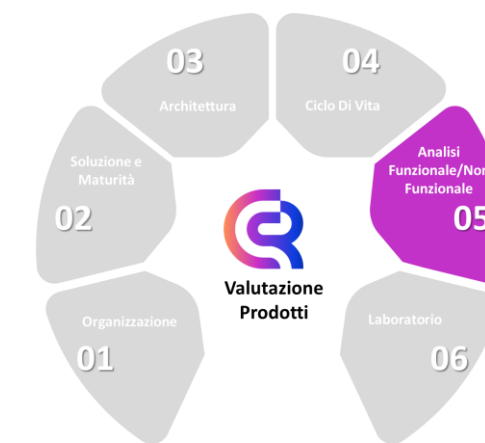 03
Architettura
04
Ciclo Di Vita
Soluzione e
Maturità
02
Analisi
Funzionale/Non
Funzionale
05
Valutazione
Prodotti
Organizzazione
01
Laboratorio
06